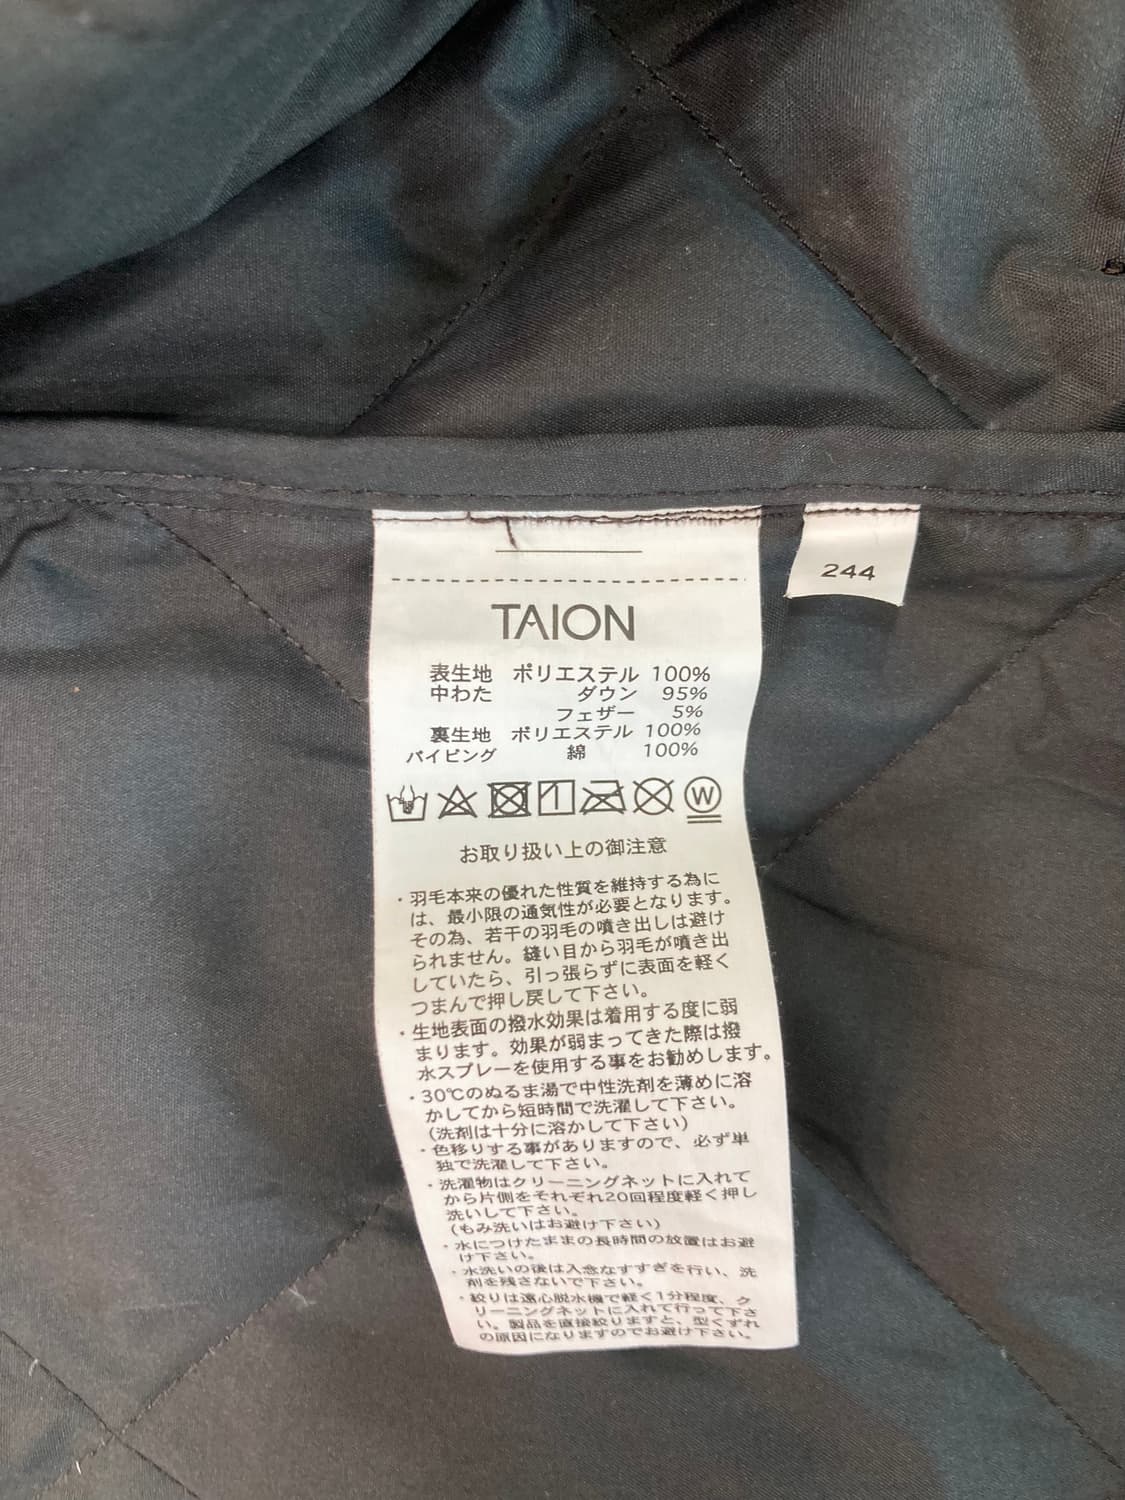 244
TAION
表生地 ポリエステル 100%
中わた ダウン 95%
フェザー 5%
裏生地 ポリエステル 100%
パイピング 綿 100%
W
お取り扱い上の御注意
・羽毛本来の優れた性質を維持する為に
は、最小限の通気性が必要となります。
その為、若干の羽毛の噴き出しは避け
られません。縫い目から羽毛が噴き出
していたら、引っ張らずに表面を軽く
つまんで押し戻して下さい。
・生地表面の撥水効果は着用する度に弱
まります。効果が弱まってきた際は撥
水スプレーを使用する事をお勧めします。
・30℃のぬるま湯で中性洗剤を薄めに溶
かしてから短時間で洗濯して下さい。
(洗剤は十分に溶かして下さい)
・色移りする事がありますので、必ず単
独で洗濯して下さい。
・洗濯物はクリーニングネットに入れて
から片側をそれぞれ20回程度軽く押し
洗いして下さい。
(もみ洗いはお避け下さい)
・水につけたままの長時間の放置はお避
け下さい。
・水洗いの後は入念なすすぎを行い、洗
剤を残さないで下さい。
・絞りは遠心脱水機で軽く1分程度、ク
リーニングネットに入れて行って下さ
い。製品を直接絞りますと、型くずれ
の原因になりますのでお避け下さい。